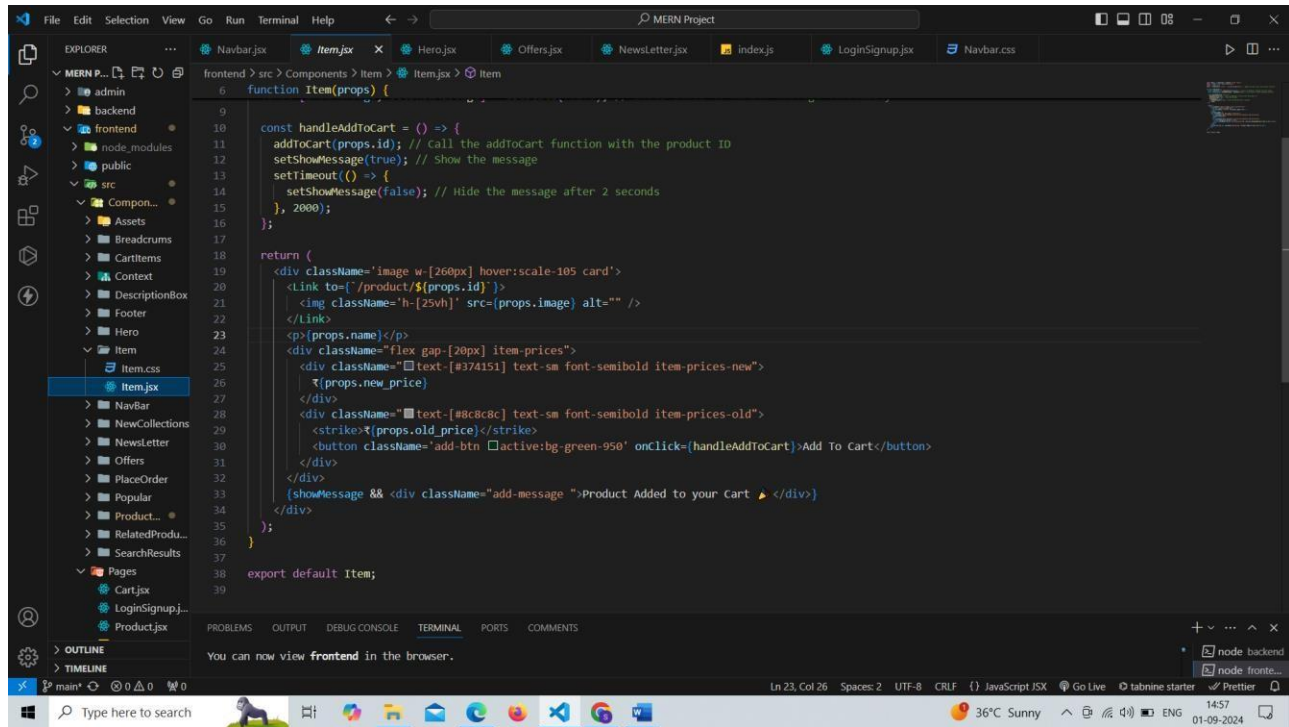 File Edit Selection View Go Run Terminal Help
MERN Project
EXPLORER
Navbar.jsx
Item.jsx
Hero.jsx
Offers.jsx
NewsLetter.jsx
index.js
LoginSignup.jsx
Navbar.css
MERN P...
frontend > src > Components > Item > Item.jsx > Item
admin
backend
frontend
node_modules
public
src
Compon...
Assets
Breadcrums
CartItems
Context
DescriptionBox
Footer
Hero
Item
Item.css
Item.jsx
NavBar
NewCollections
NewsLetter
Offers
PlaceOrder
Popular
Product...
RelatedProdu...
SearchResults
Pages
Cart.jsx
LoginSignup.j...
Product.jsx
OUTLINE
TIMELINE
6 function Item(props) {
9
10 const handleAddToCart = () => {
11 addToCart(props.id); // Call the addToCart function with the product ID
12 setShowMessage(true); // Show the message
13 setTimeout(() => {
14 setShowMessage(false); // Hide the message after 2 seconds
15 }, 2000);
16 };
17
18 return (
19 <div className='image w-[260px] hover:scale-105 card'>
20 <Link to={`/product/${props.id}`}>
21 <img className='h-[25vh]' src={props.image} alt="" />
22 </Link>
23 <p>{props.name}</p>
24 <div className="flex gap-[20px] item-prices">
25 <div className="text-[#374151] text-sm font-semibold item-prices-new">
26 ₹{props.new_price}
27 </div>
28 <div className="text-[#8c8c8c] text-sm font-semibold item-prices-old">
29 <strike>₹{props.old_price}</strike>
30 <button className='add-btn active:bg-green-950' onClick={handleAddToCart}>Add To Cart</button>
31 </div>
32 </div>
33 {showMessage && <div className="add-message ">Product Added to your Cart 🎉 </div>}
34 </div>
35 );
36 }
37
38 export default Item;
39
PROBLEMS OUTPUT DEBUG CONSOLE TERMINAL PORTS COMMENTS
You can now view frontend in the browser.
node backend
node fronte...
main* 0 0 0 Ln 23, Col 26 Spaces: 2 UTF-8 CRLF {} JavaScript JSX Go Live tabnine starter Prettier
Type here to search
36°C Sunny
ENG
14:57
01-09-2024